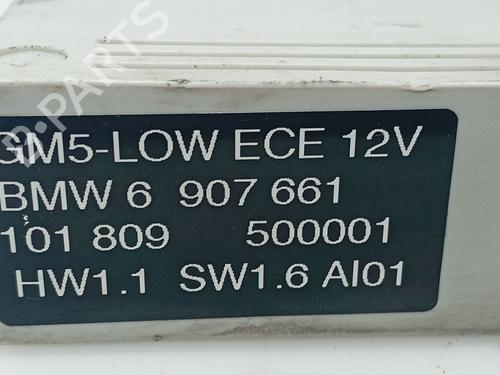 B-PARTS
GM5-LOW ECE 12V
BMW 6 907 661
101 809 500001
HW1.1 SW1.6 AI01